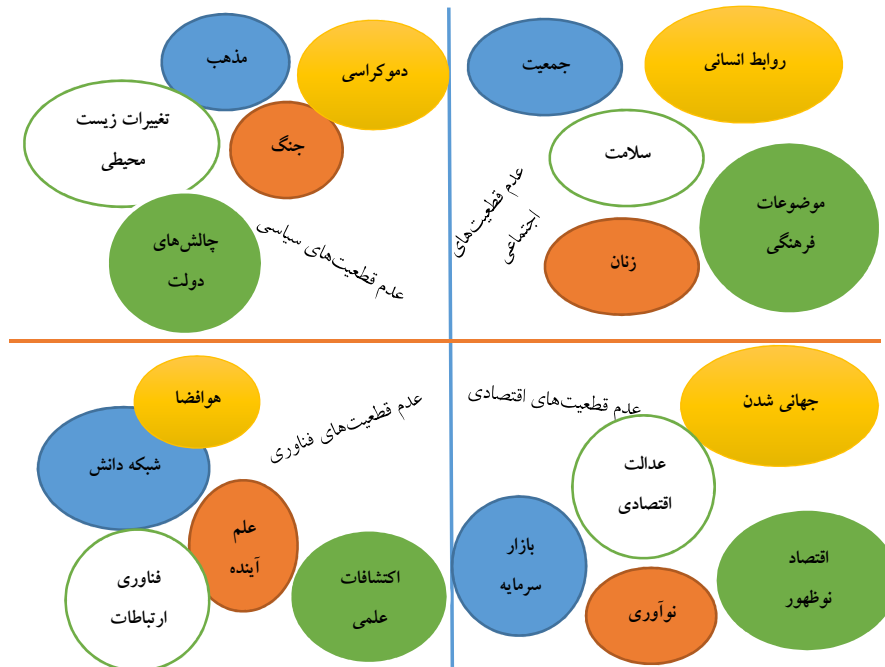 روابط انسانی
جمعیت
سلامت
موضوعات
فرهنگی
زنان
عدم قطعیت‌های
اجتماعی
دموکراسی
مذهب
جنگ
تغییرات زیست
محیطی
چالش‌های
دولت
عدم قطعیت‌های سیاسی
جهانی شدن
عدم قطعیت‌های اقتصادی
عدالت
اقتصادی
بازار
سرمایه
اقتصاد
نوظهور
نوآوری
هوافضا
عدم قطعیت‌های فناوری
شبکه دانش
علم
آینده
فناوری
ارتباطات
اکتشافات
علمی